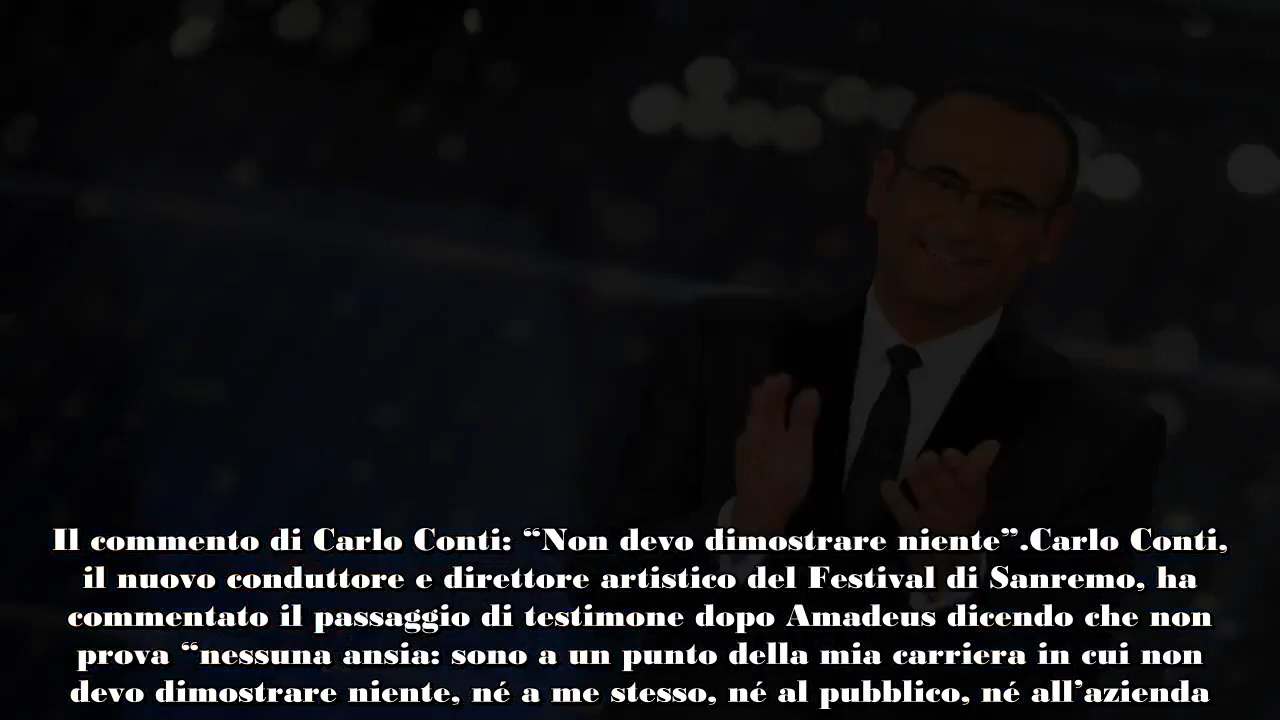 Il commento di Carlo Conti: “Non devo dimostrare niente”.Carlo Conti,
il nuovo conduttore e direttore artistico del Festival di Sanremo, ha
commentato il passaggio di testimone dopo Amadeus dicendo che non
prova “nessuna ansia: sono a un punto della mia carriera in cui non
devo dimostrare niente, né a me stesso, né al pubblico, né all’azienda